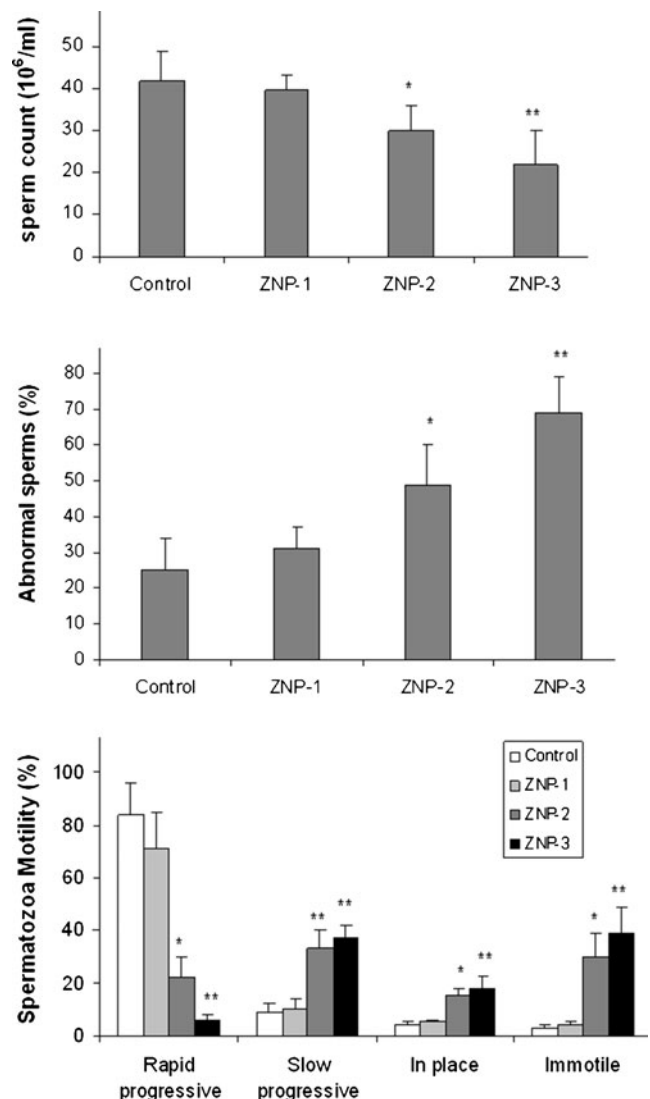 sperm count (10⁶/ml)
50
40
30
20
10
0
*
**
Control ZNP-1 ZNP-2 ZNP-3
Abnormal sperms (%)
80
70
60
50
40
30
20
10
0
*
**
Control ZNP-1 ZNP-2 ZNP-3
Spermatozoa Motility (%)
100
80
60
40
20
0
Control
ZNP-1
ZNP-2
ZNP-3
*
**
** **
* **
* **
Rapid progressive
Slow progressive
In place
Immotile